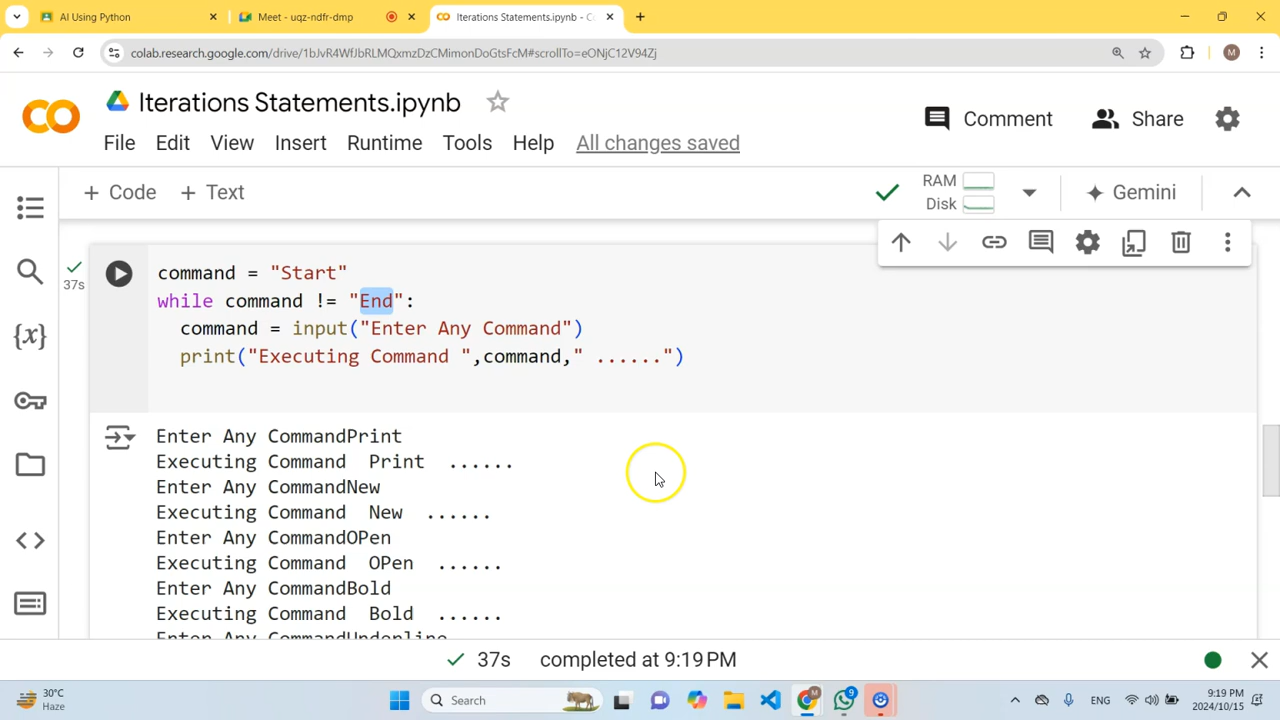 AI Using Python
Meet - uqz-ndfr-dmp
Iterations Statements.ipynb - Co
colab.research.google.com/drive/1bJvR4WfJbRLMQxmzDzCMimonDoGtsFcM#scrollTo=eONjC12V94Zj
M
Iterations Statements.ipynb
Comment
Share
File Edit View Insert Runtime Tools Help All changes saved
+ Code + Text
RAM
Disk
Gemini
37s
command = "Start"
while command != "End":
command = input("Enter Any Command")
print("Executing Command ",command," ......")
{x}
Enter Any CommandPrint
Executing Command  Print  ......
Enter Any CommandNew
Executing Command  New  ......
Enter Any CommandOPen
Executing Command  OPen  ......
Enter Any CommandBold
Executing Command  Bold  ......
Enter Any CommandUnderline
37s completed at 9:19 PM
30°C
Haze
Search
M
9
ENG
9:19 PM
2024/10/15